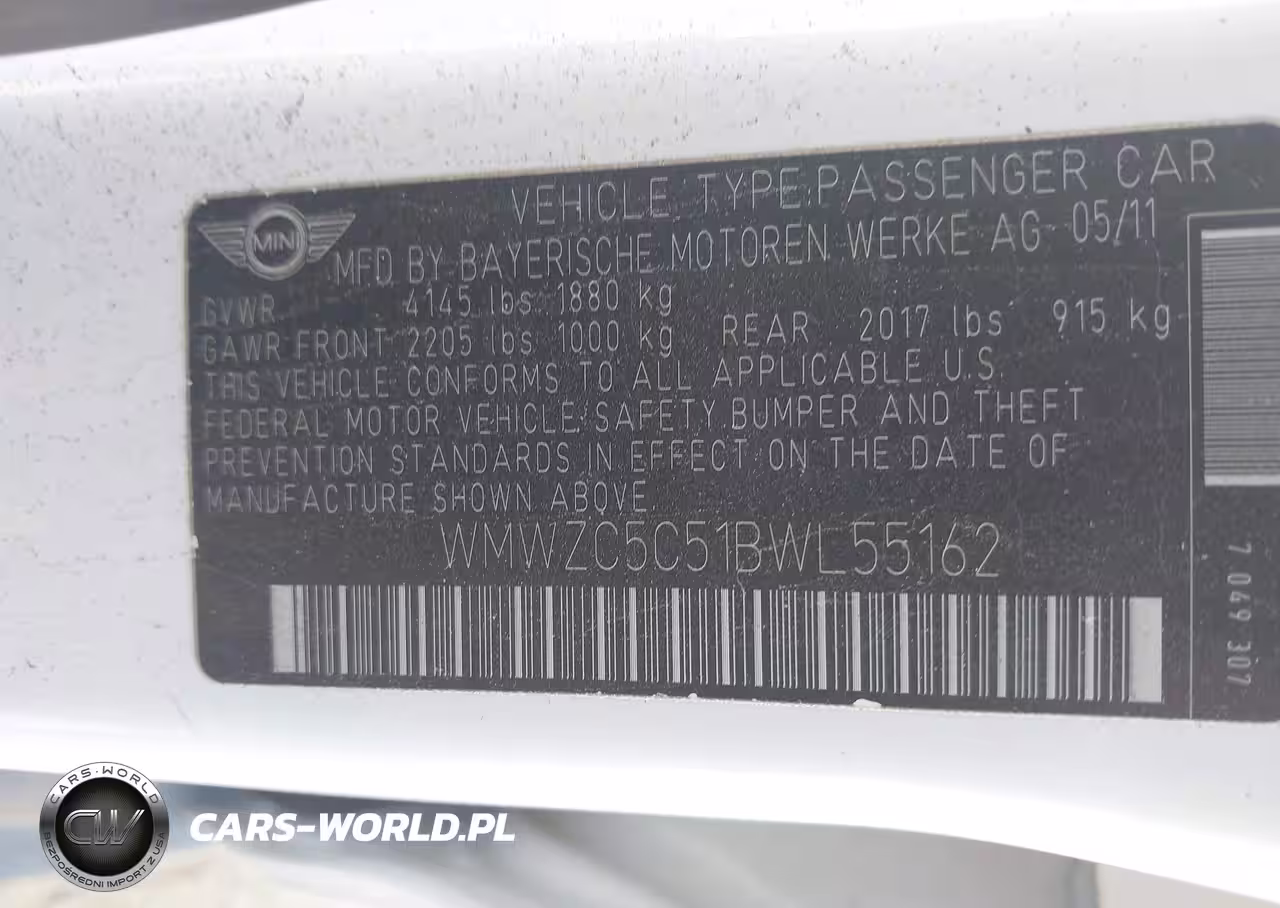 VEHICLE TYPE:PASSENGER CAR
MINI
MFD BY BAYERISCHE MOTOREN WERKE AG 05/11
GVWR 4145 lbs 1880 kg
GAWR FRONT 2205 lbs 1000 kg REAR 2017 lbs 915 kg
THIS VEHICLE CONFORMS TO ALL APPLICABLE U.S.
FEDERAL MOTOR VEHICLE SAFETY, BUMPER AND THEFT
PREVENTION STANDARDS IN EFFECT ON THE DATE OF
MANUFACTURE SHOWN ABOVE.
WMWZC5C51BWL55162
7 049 307
CARS-WORLD
CW
BEZPOŚREDNI IMPORT Z USA
CARS-WORLD.PL